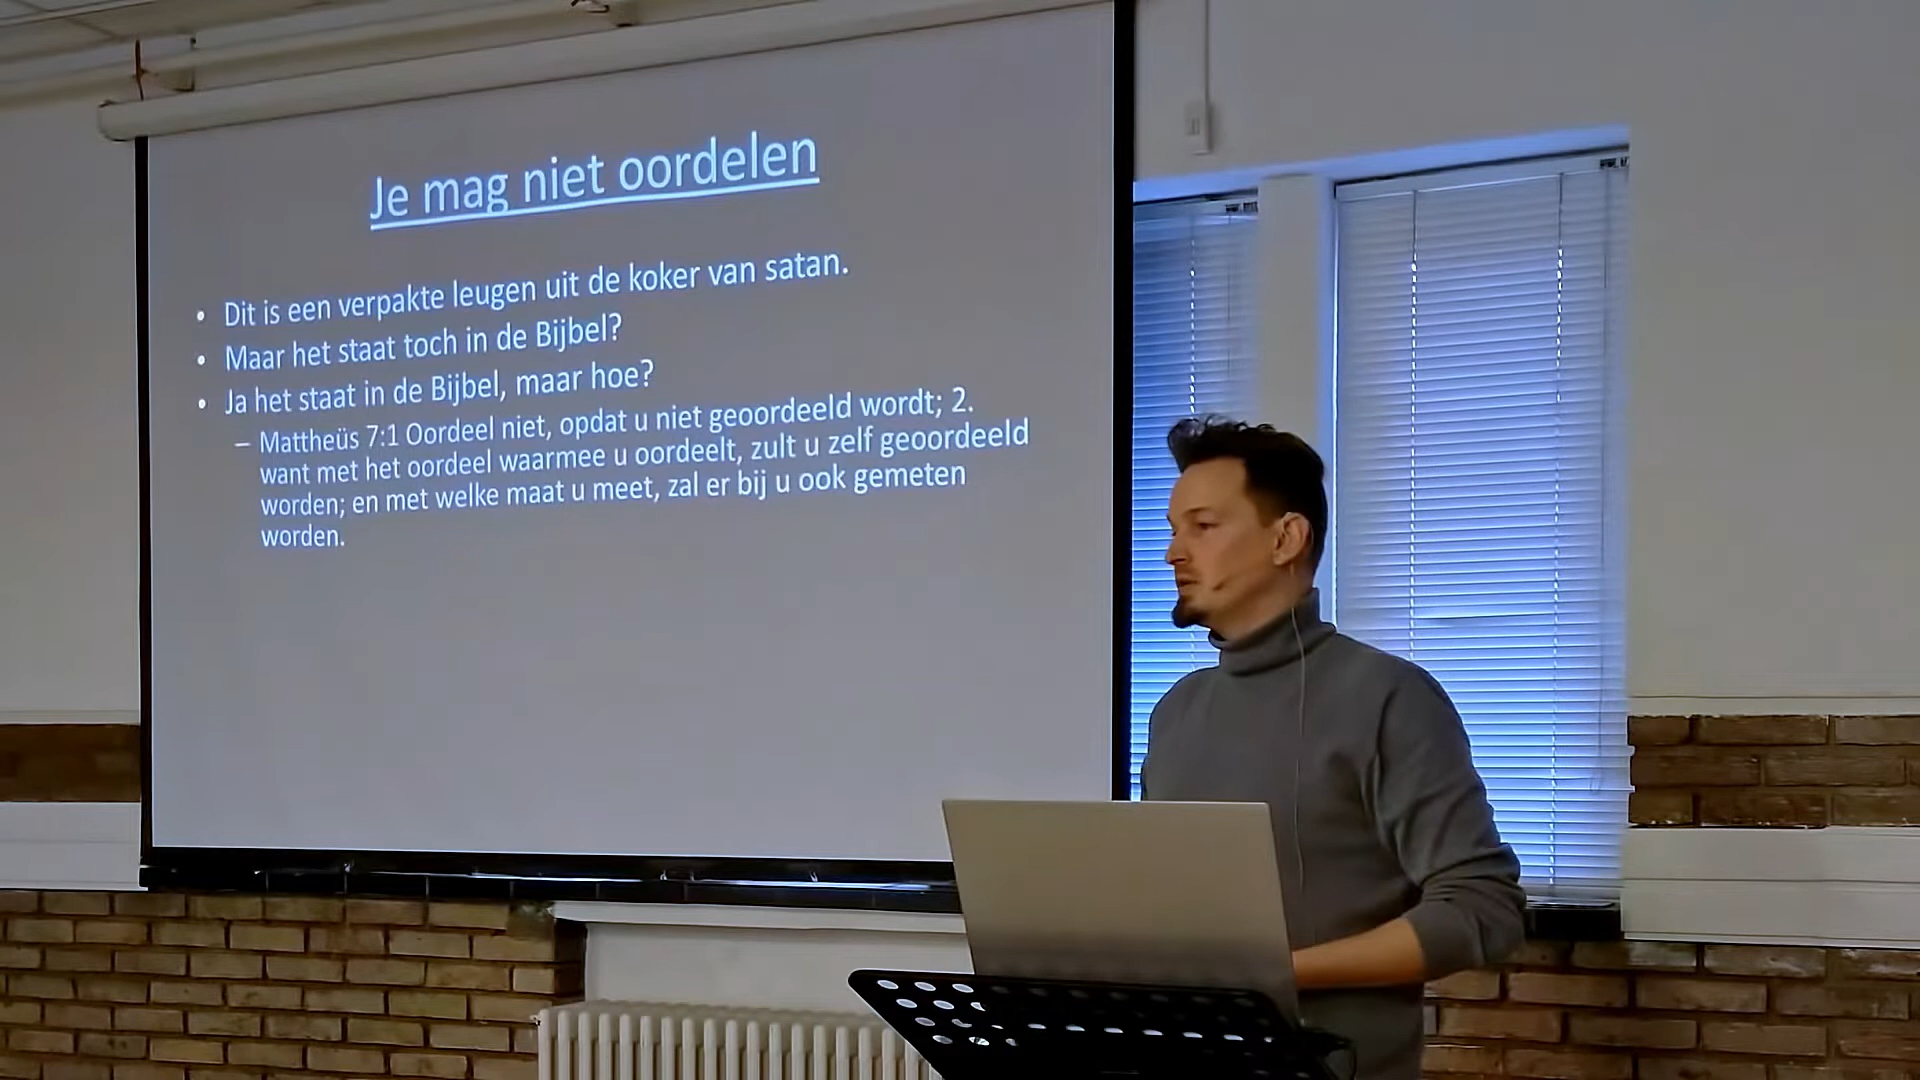 Je mag niet oordelen
• Dit is een verpakte leugen uit de koker van satan.
• Maar het staat toch in de Bijbel?
• Ja het staat in de Bijbel, maar hoe?
– Mattheüs 7:1 Oordeel niet, opdat u niet geoordeeld wordt; 2.
want met het oordeel waarmee u oordeelt, zult u zelf geoordeeld
worden; en met welke maat u meet, zal er bij u ook gemeten
worden.